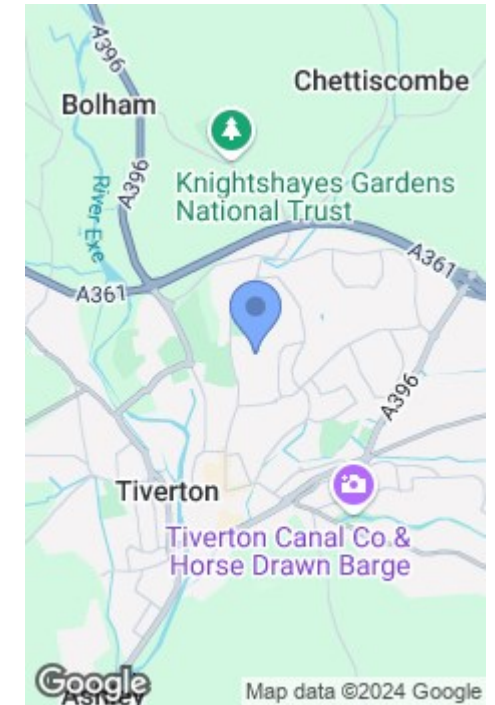 A396
Chettiscombe
Bolham
A396
Knightshayes Gardens
National Trust
River Exe
A361
A361
A396
Tiverton
Tiverton Canal Co &
Horse Drawn Barge
Ashley
Google
Map data ©2024 Google